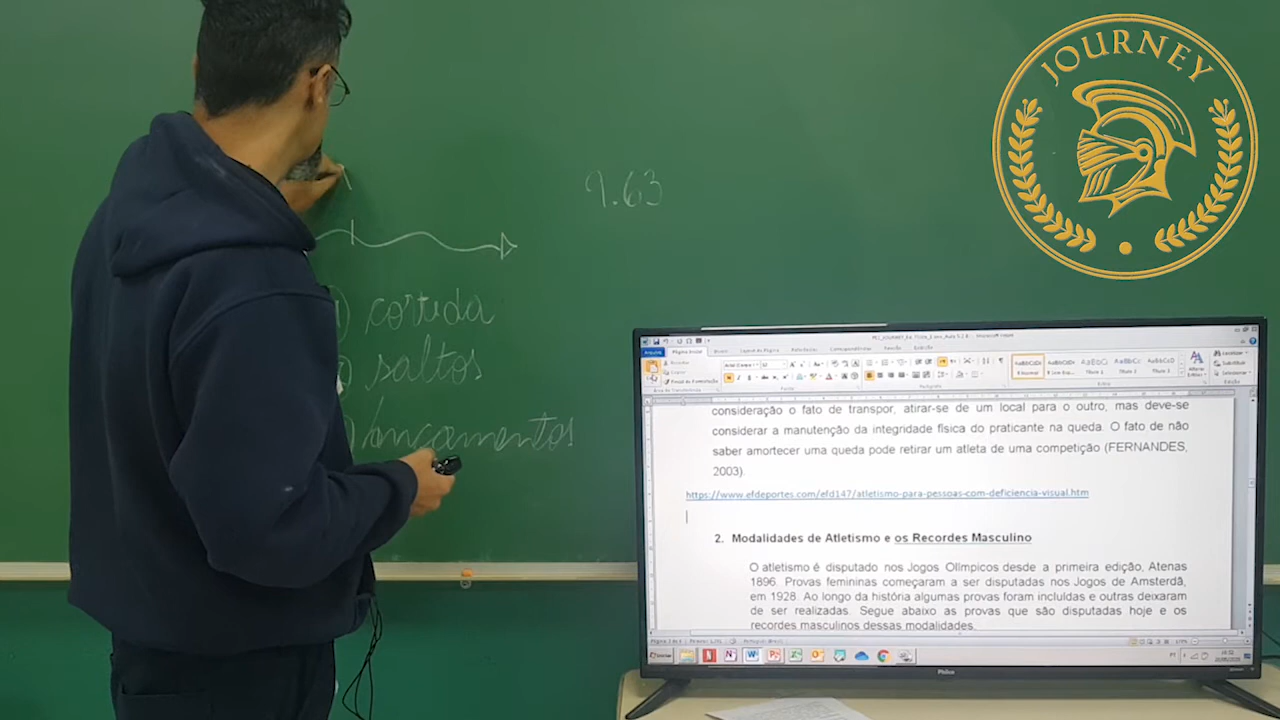 JOURNEY
9.63
corrida
saltos
lançamentos
consideração o fato de transpor, atirar-se de um local para o outro, mas deve-se
considerar a manutenção da integridade física do praticante na queda. O fato de não
saber amortecer uma queda pode retirar um atleta de uma competição (FERNANDES,
2003).
https://www.efdeportes.com/efd147/atletismo-para-pessoas-com-deficiencia-visual.htm
2. Modalidades de Atletismo e os Recordes Masculino
O atletismo é disputado nos Jogos Olímpicos desde a primeira edição, Atenas
1896. Provas femininas começaram a ser disputadas nos Jogos de Amsterdã,
em 1928. Ao longo da história algumas provas foram incluídas e outras deixaram
de ser realizadas. Segue abaixo as provas que são disputadas hoje e os
recordes masculinos dessas modalidades.
Philco